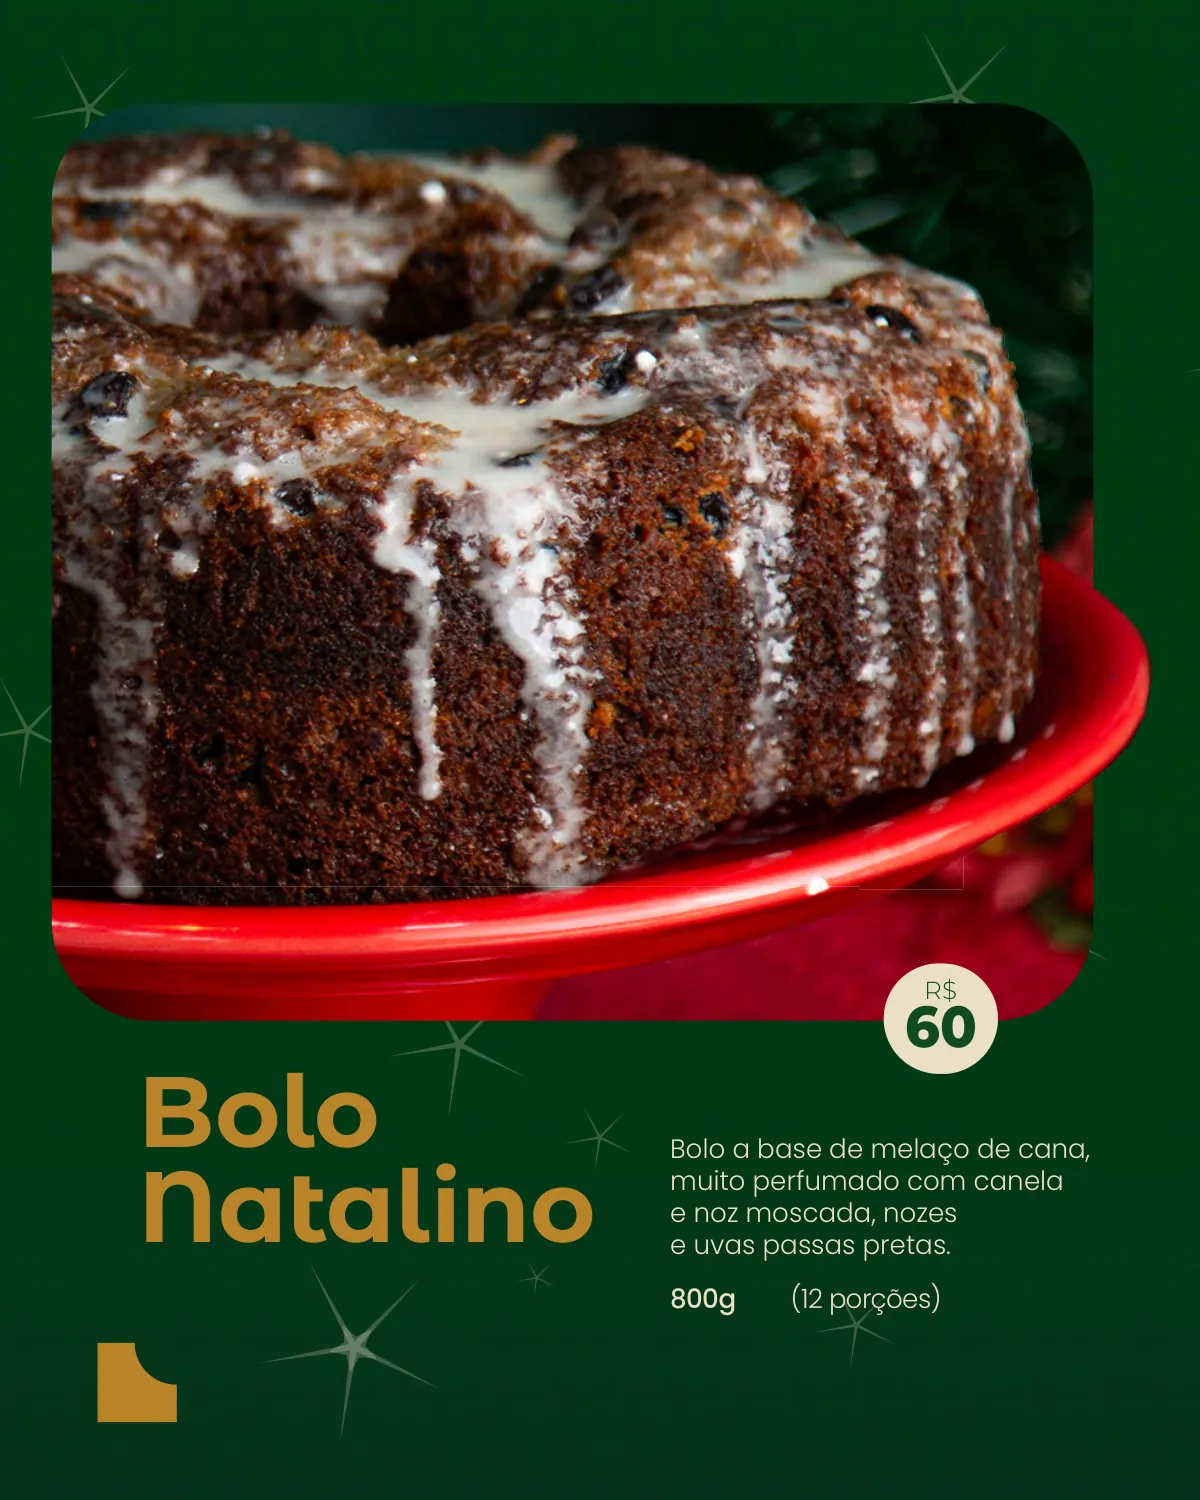 R$
60
Bolo
Natalino
Bolo a base de melaço de cana,
muito perfumado com canela
e noz moscada, nozes
e uvas passas pretas.
800g (12 porções)